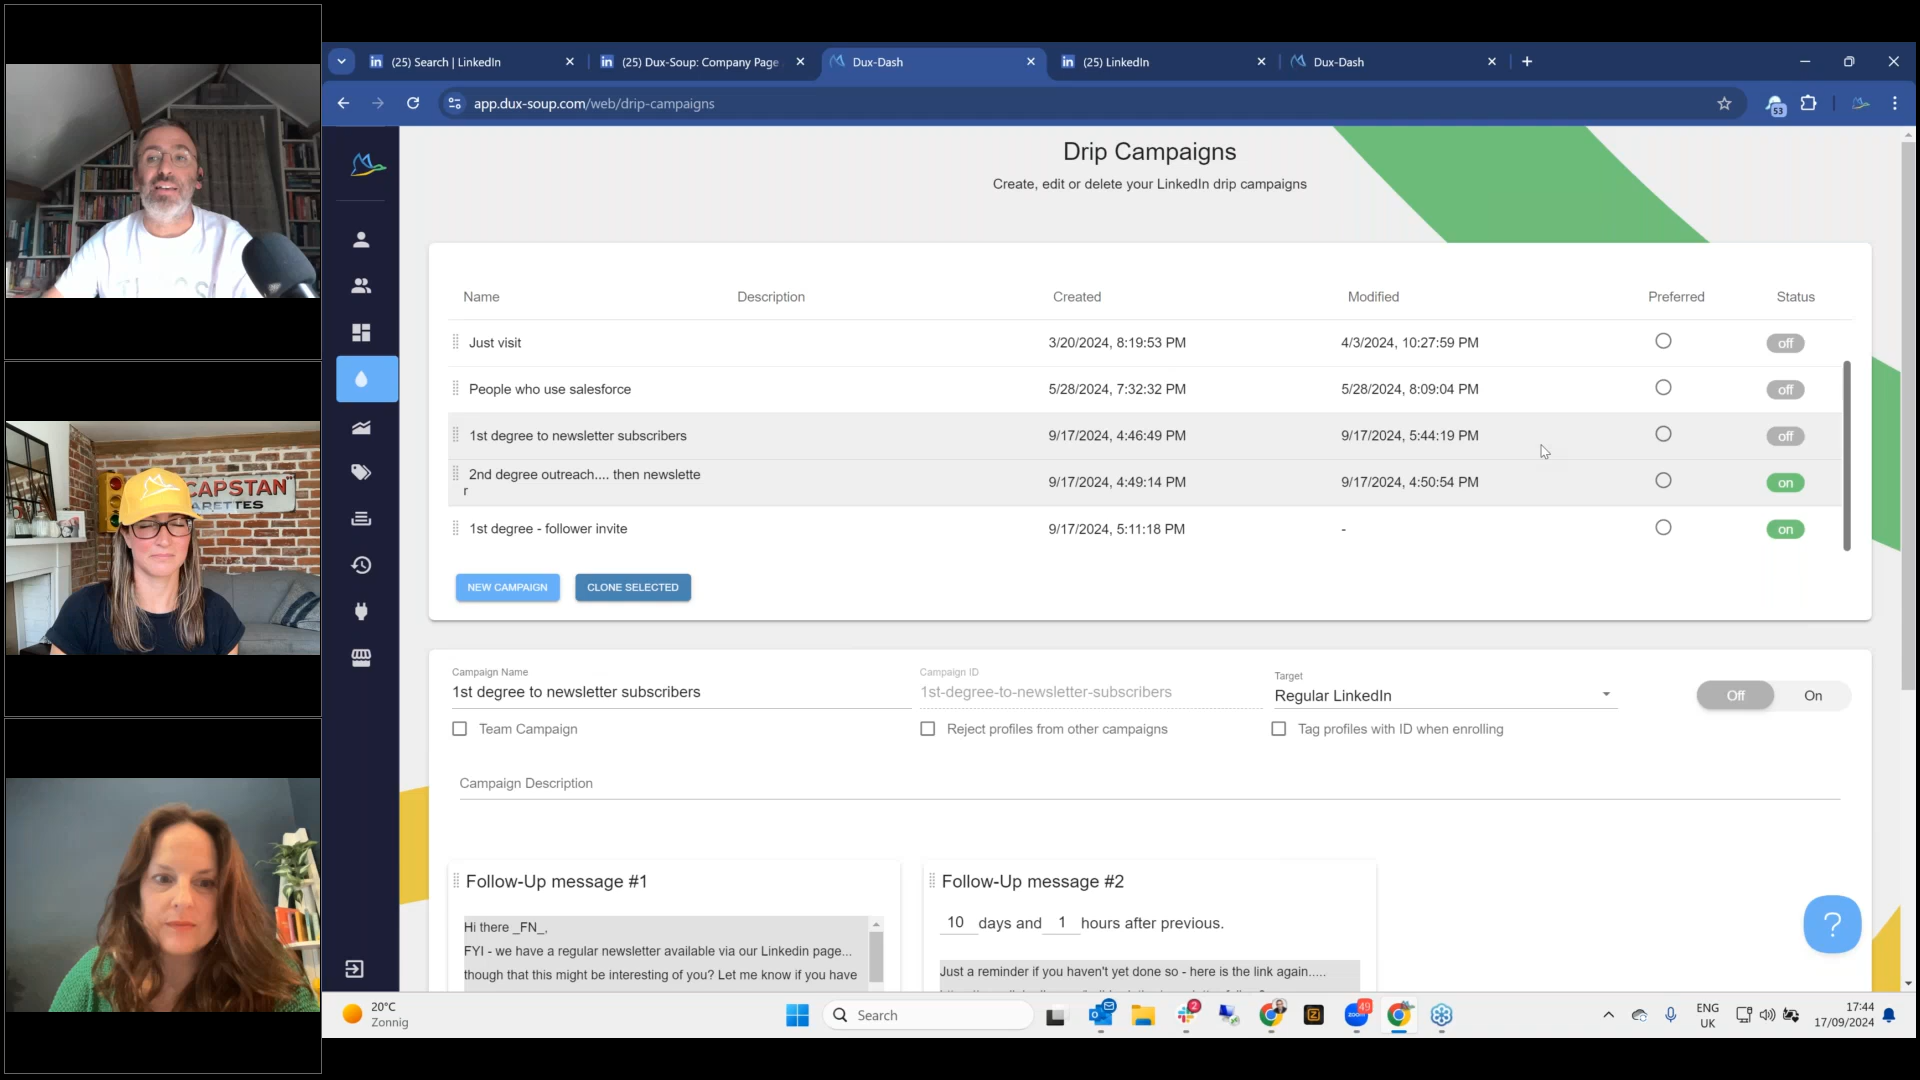 (25) Search | LinkedIn
(25) Dux-Soup: Company Page
Dux-Dash
(25) LinkedIn
Dux-Dash
app.dux-soup.com/web/drip-campaigns
53
Drip Campaigns
Create, edit or delete your LinkedIn drip campaigns
Name Description Created Modified Preferred Status
Just visit 3/20/2024, 8:19:53 PM 4/3/2024, 10:27:59 PM off
People who use salesforce 5/28/2024, 7:32:32 PM 5/28/2024, 8:09:04 PM off
1st degree to newsletter subscribers 9/17/2024, 4:46:49 PM 9/17/2024, 5:44:19 PM off
2nd degree outreach.... then newslette
r
9/17/2024, 4:49:14 PM 9/17/2024, 4:50:54 PM on
1st degree - follower invite 9/17/2024, 5:11:18 PM - on
NEW CAMPAIGN CLONE SELECTED
Campaign Name
1st degree to newsletter subscribers
Campaign ID
1st-degree-to-newsletter-subscribers
Target
Regular LinkedIn
Off On
Team Campaign
Reject profiles from other campaigns
Tag profiles with ID when enrolling
Campaign Description
Follow-Up message #1
Hi there _FN_,
FYI - we have a regular newsletter available via our Linkedin page...
though that this might be interesting of you? Let me know if you have
Follow-Up message #2
10 days and 1 hours after previous.
Just a reminder if you haven't yet done so - here is the link again.....
?
CAPSTAN"
ARETTES
20°C
Zonnig
Search
2
zoom
49
ENG
UK
17:44
17/09/2024